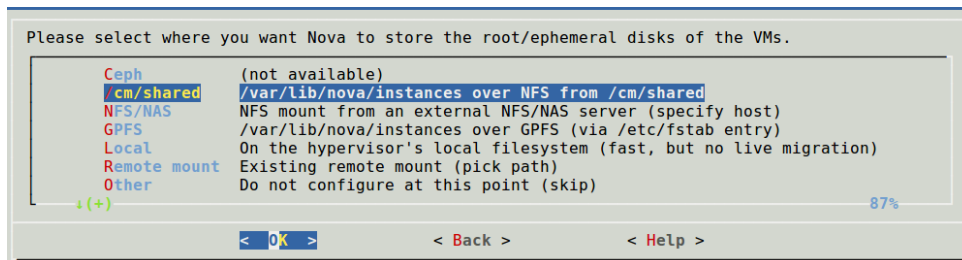 Please select where you want Nova to store the root/ephemeral disks of the VMs.
Ceph (not available)
/cm/shared /var/lib/nova/instances over NFS from /cm/shared
NFS/NAS NFS mount from an external NFS/NAS server (specify host)
GPFS /var/lib/nova/instances over GPFS (via /etc/fstab entry)
Local On the hypervisor's local filesystem (fast, but no live migration)
Remote mount Existing remote mount (pick path)
Other Do not configure at this point (skip)
↓(+) 87%
< OK > < Back > < Help >